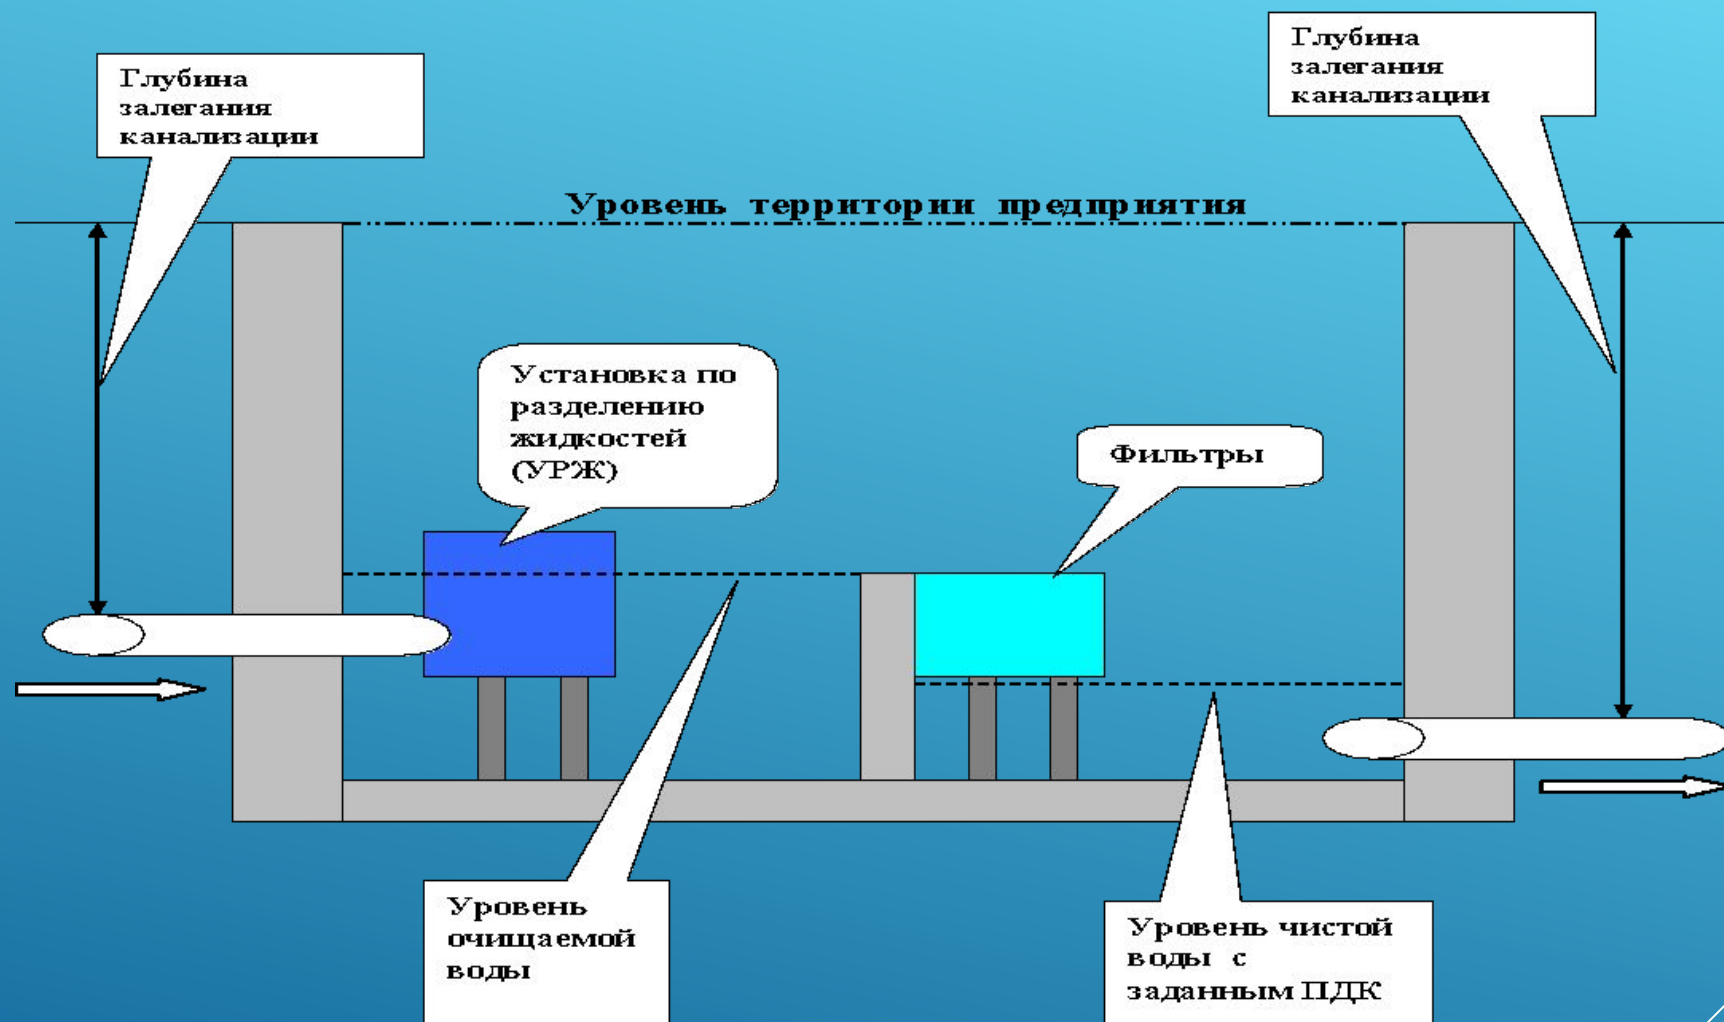 Глубина
залегания
канализации
Глубина
залегания
канализации
Уровень территории предприятия
Установка по
разделению
жидкостей
(УРЖ)
Фильтры
Уровень
очищаемой
воды
Уровень чистой
воды с
заданным ПДК